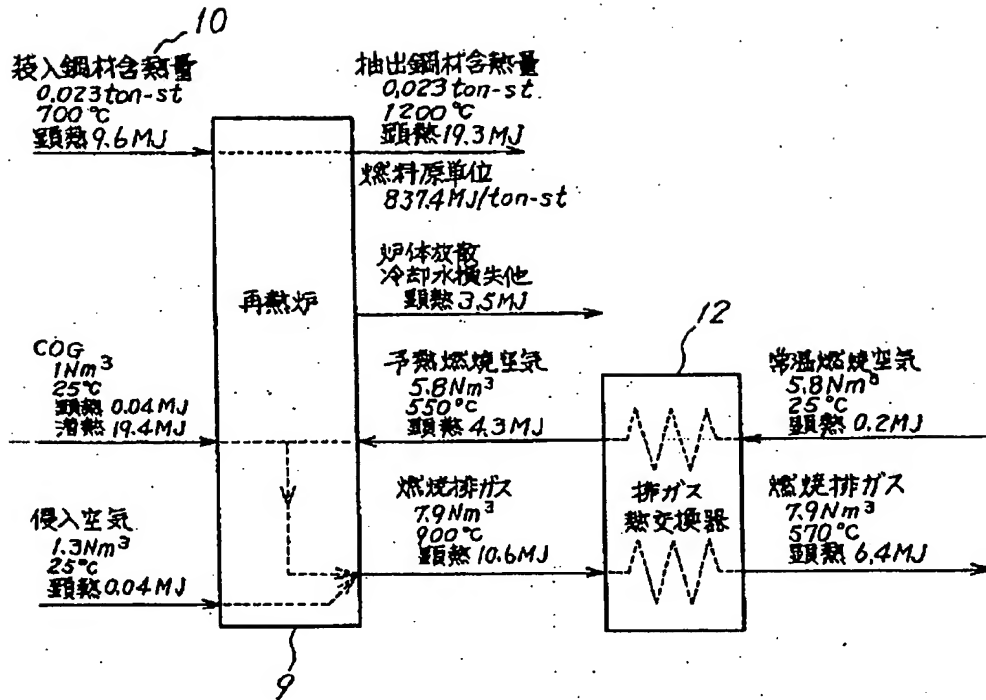 10
装入鋼材含熱量
0.023ton-st
700℃
顕熱9.6MJ
抽出鋼材含熱量
0.023ton-st
1200℃
顕熱19.3MJ
燃料原単位
837.4MJ/ton-st
炉体放散
冷却水損失他
顕熱3.5MJ
再熱炉
12
COG
1Nm³
25℃
顕熱0.04MJ
潜熱19.4MJ
予熱燃焼空気
5.8Nm³
550℃
顕熱4.3MJ
常温燃焼空気
5.8Nm³
25℃
顕熱0.2MJ
侵入空気
1.3Nm³
25℃
顕熱0.04MJ
燃焼排ガス
7.9Nm³
900℃
顕熱10.6MJ
排ガス
熱交換器
燃焼排ガス
7.9Nm³
570℃
顕熱6.4MJ
9